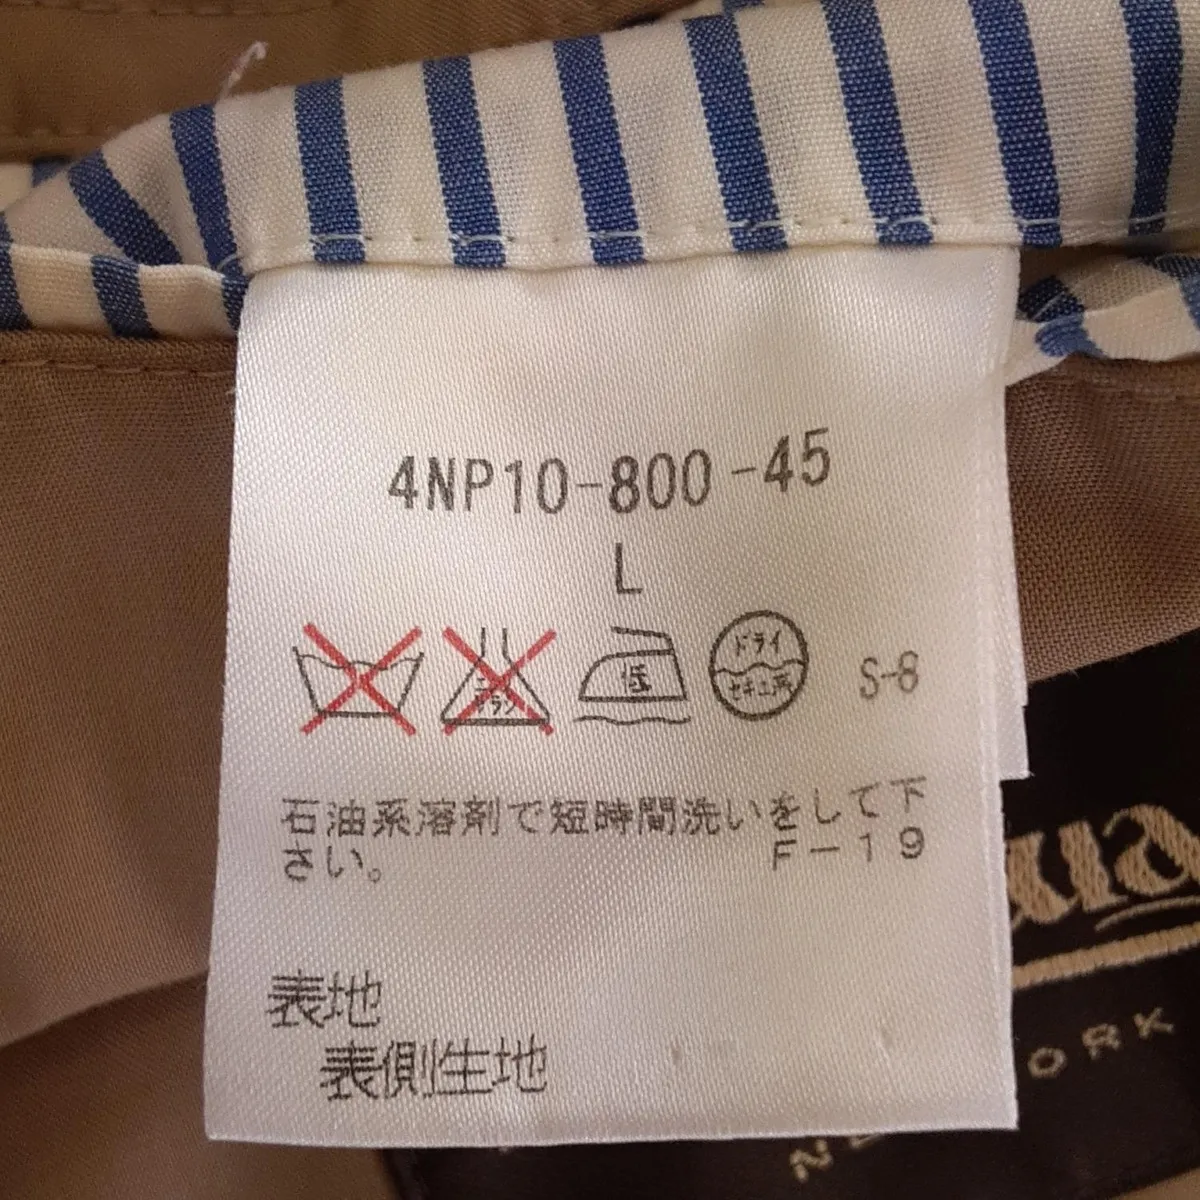 4NP10-800-45
L
エンソ
サラシ
低
ドライ
セキユ系
S-8
石油系溶剤で短時間洗いをして下
さい。 F-19
表地
表側生地
ORK